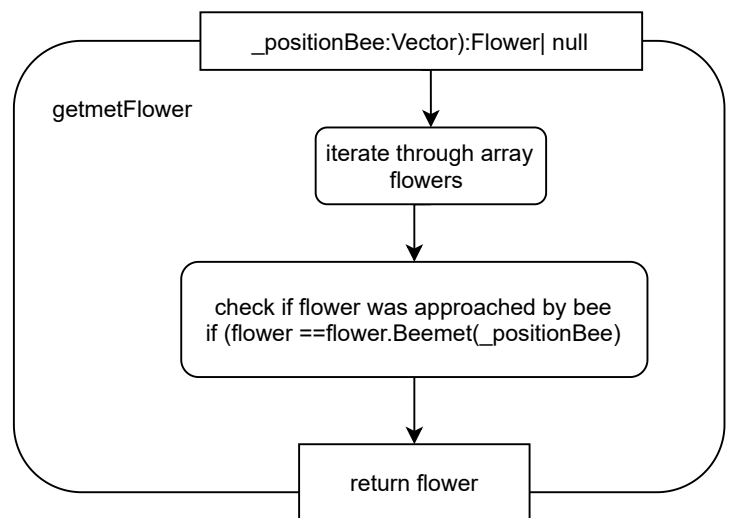 _positionBee:Vector):Flower| null
getmetFlower
iterate through array
flowers
check if flower was approached by bee
if (flower ==flower.Beemet(_positionBee)
return flower